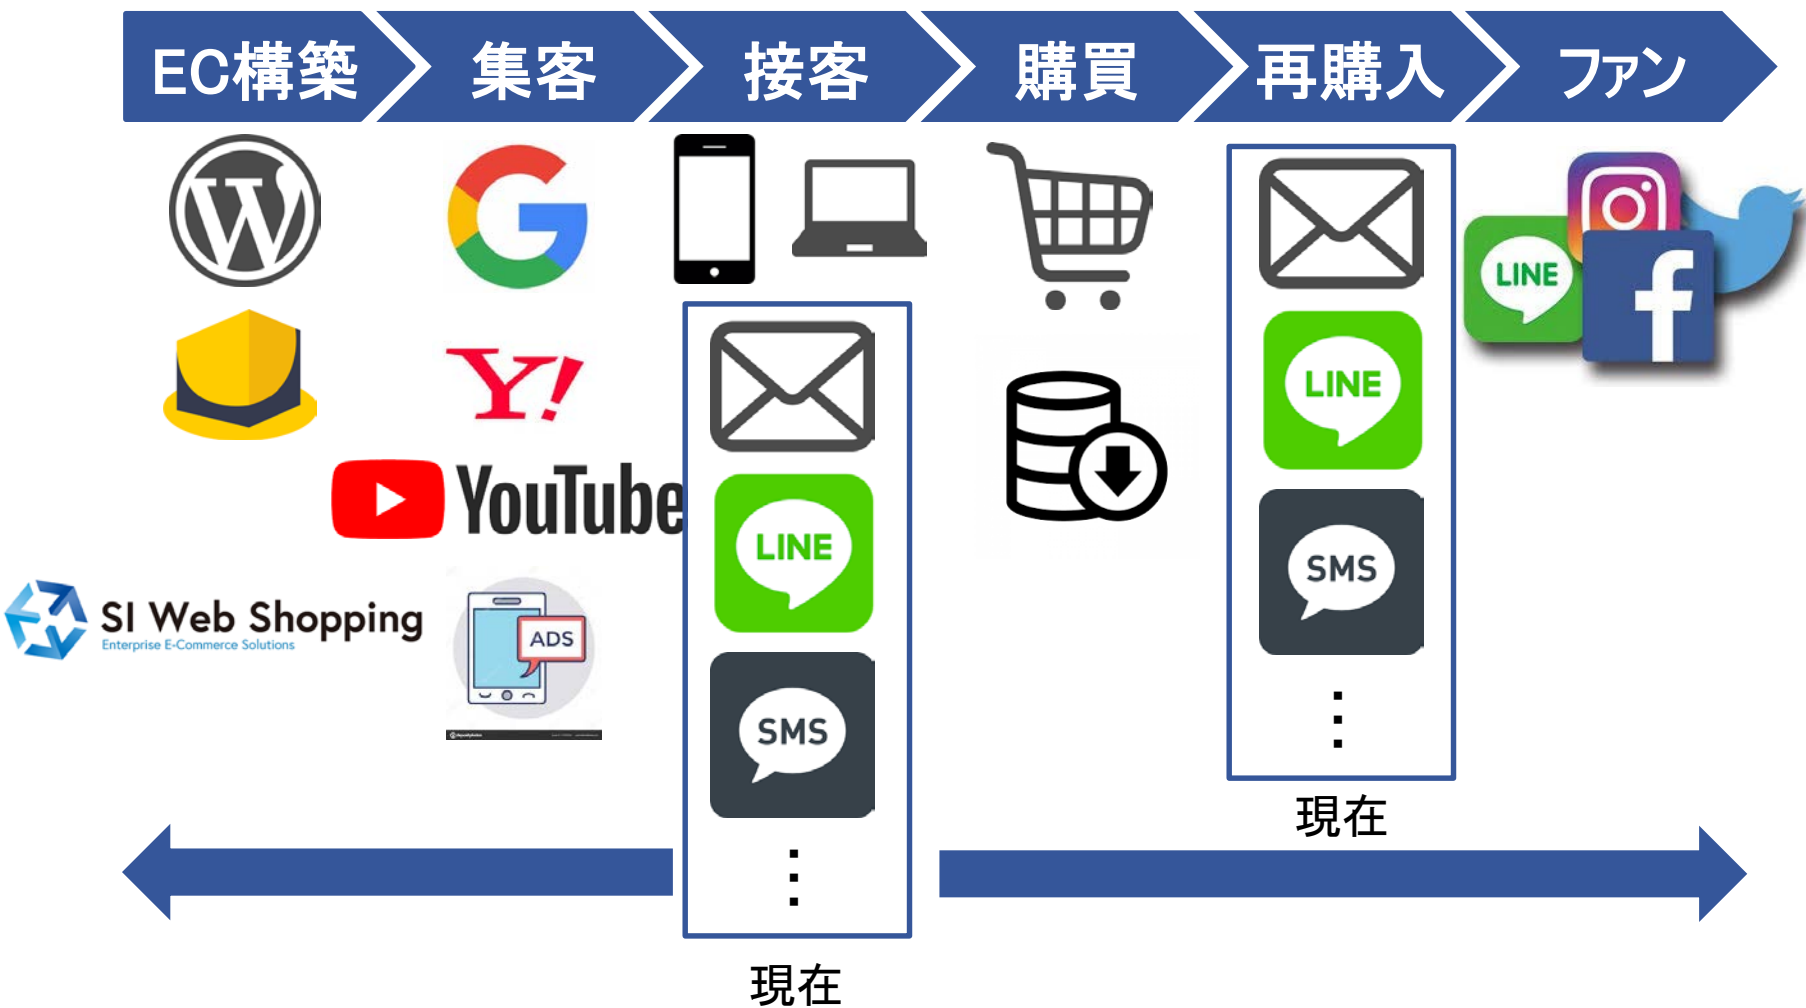 EC構築
集客
接客
購買
再購入
ファン
LINE
LINE
Y!
YouTube
LINE
SI Web Shopping
Enterprise E-Commerce Solutions
ADS
SMS
SMS
⋮
現在
⋮
現在